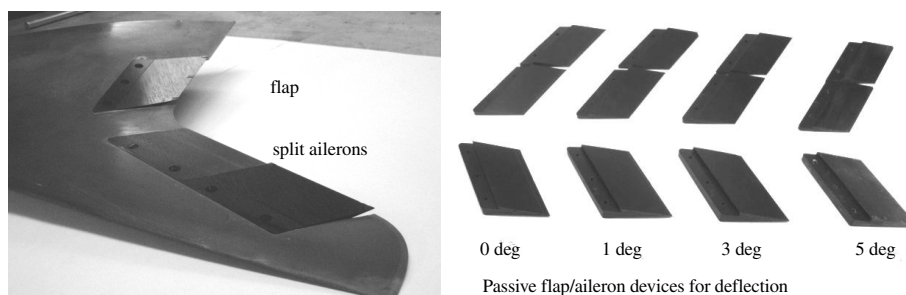 flap
split ailerons
0 deg 1 deg 3 deg 5 deg
Passive flap/aileron devices for deflection